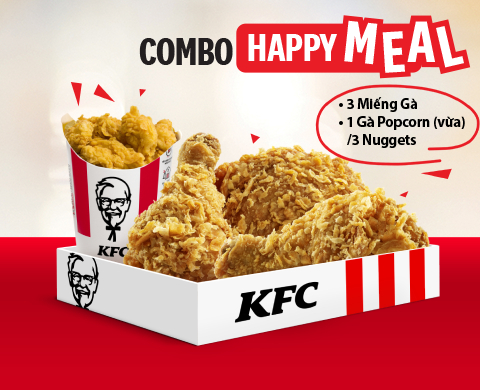 COMBO HAPPY MEAL
• 3 Miếng Gà
• 1 Gà Popcorn (vừa)
/3 Nuggets
KFC
KFC